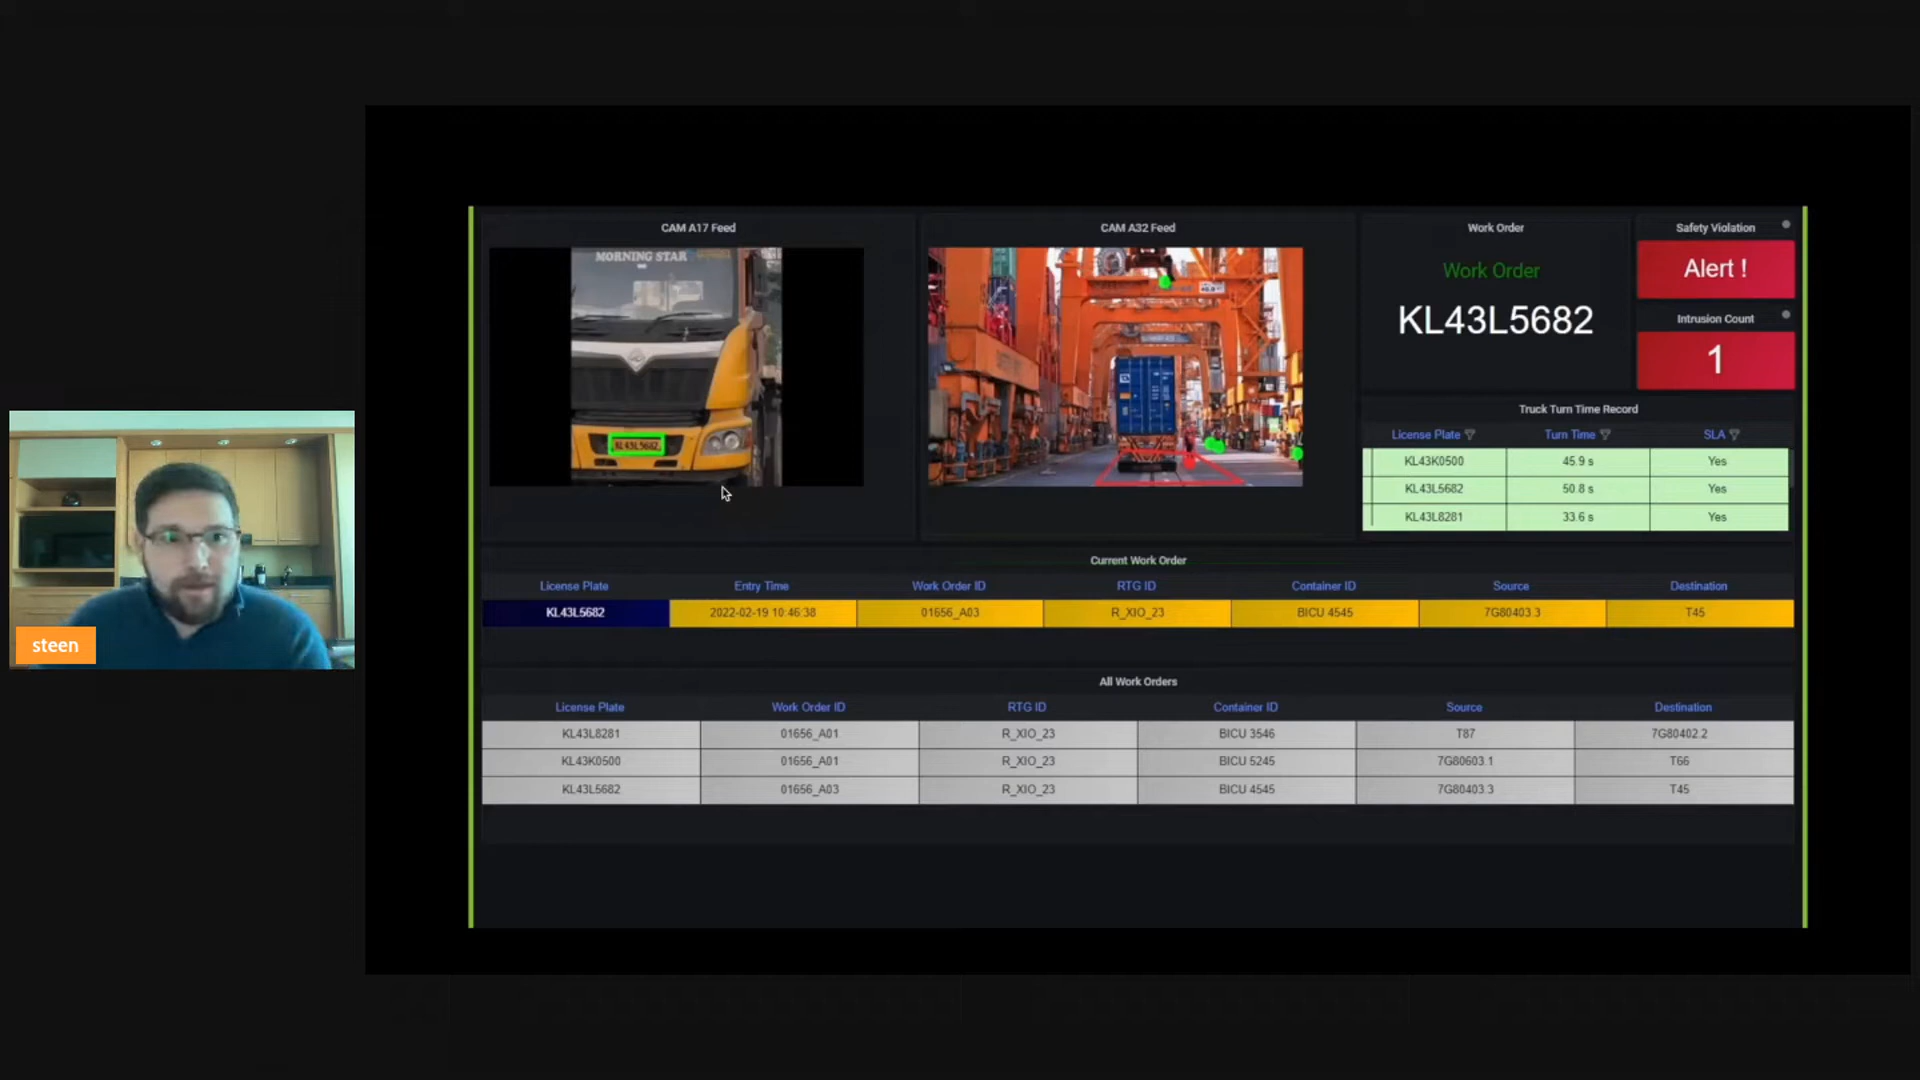 CAM A17 Feed
CAM A32 Feed
Work Order
Safety Violation
MORNING STAR
KL43L5682
Work Order
KL43L5682
Alert !
Intrusion Count
1
Truck Turn Time Record
License Plate Turn Time SLA
KL43K0500 45.9 s Yes
KL43L5682 50.8 s Yes
KL43L8281 33.6 s Yes
Current Work Order
License Plate Entry Time Work Order ID RTG ID Container ID Source Destination
KL43L5682 2022-02-19 10:46:38 01656_A03 R_XIO_23 BICU 4545 7G80403.3 T45
All Work Orders
License Plate Work Order ID RTG ID Container ID Source Destination
KL43L8281 01656_A01 R_XIO_23 BICU 3546 T87 7G80402.2
KL43K0500 01656_A01 R_XIO_23 BICU 5245 7G80603.1 T66
KL43L5682 01656_A03 R_XIO_23 BICU 4545 7G80403.3 T45
steen